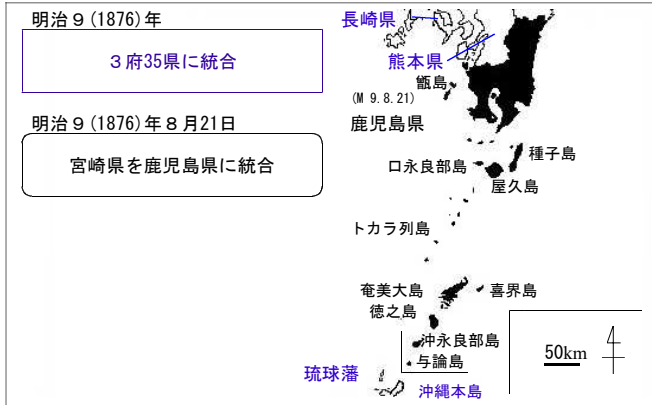 明治９(1876)年
３府35県に統合
明治９(1876)年８月21日
宮崎県を鹿児島県に統合
長崎県
熊本県
甑島
(M 9.8.21)
鹿児島県
種子島
口永良部島
屋久島
トカラ列島
奄美大島
喜界島
徳之島
沖永良部島
与論島
琉球藩
沖縄本島
50km